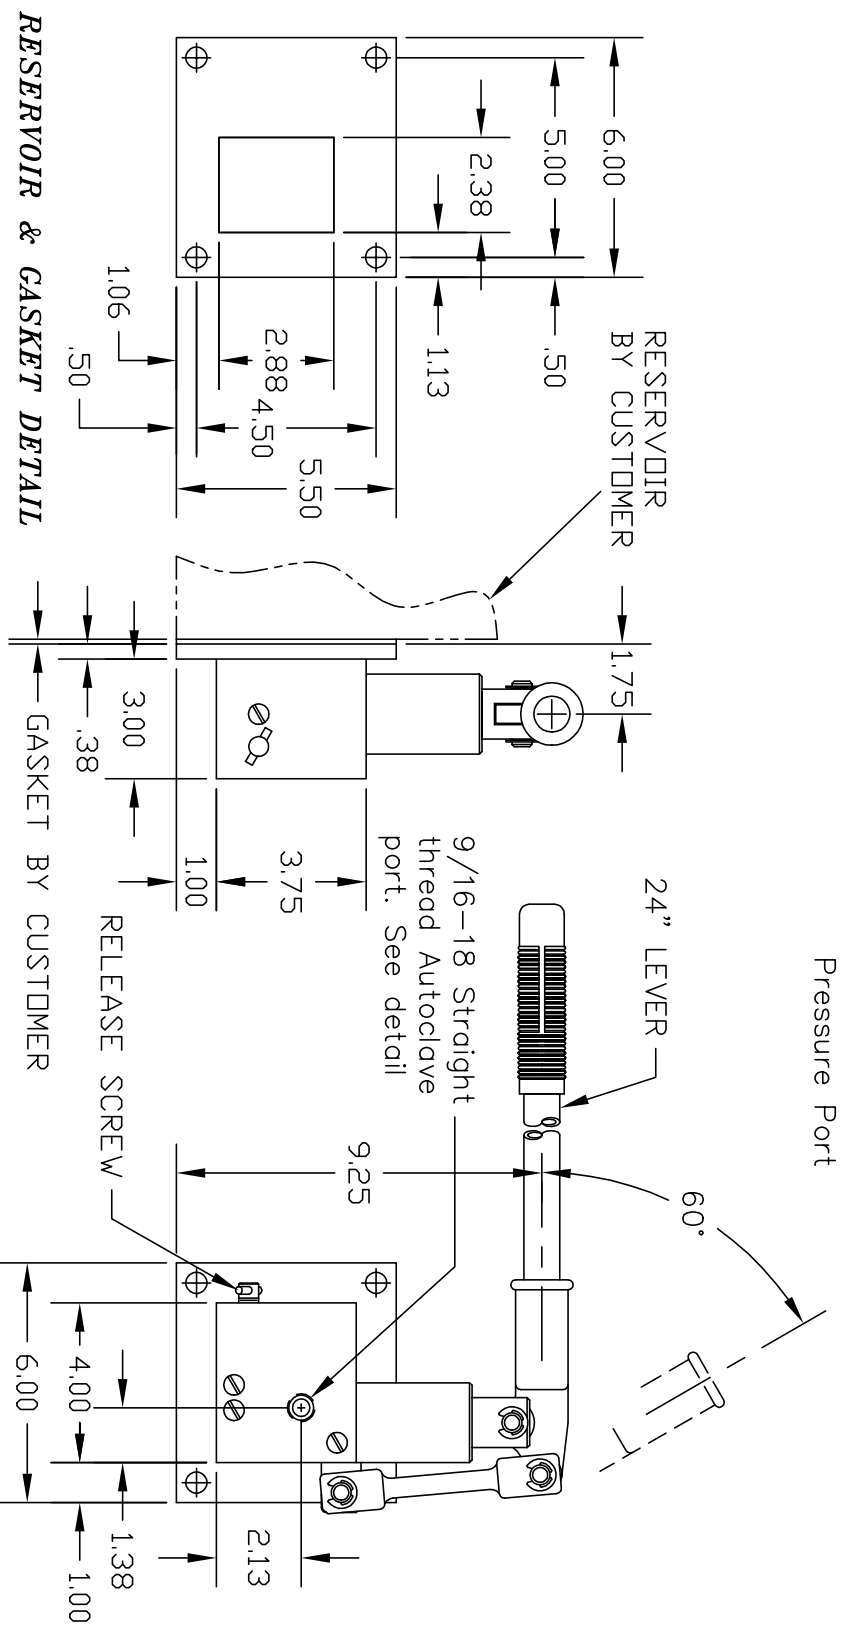 Pressure Port
60°
24" LEVER
RESERVOIR
BY CUSTOMER
1.75
6.00
5.00
.50
2.38
1.13
9/16-18 Straight
thread Autoclave
port. See detail
9.25
5.50
4.50
2.88
3.75
1.00
2.13
1.06
.50
3.00
.38
RELEASE SCREW
1.38
4.00
1.00
6.00
GASKET BY CUSTOMER
RESERVOIR & GASKET DETAIL